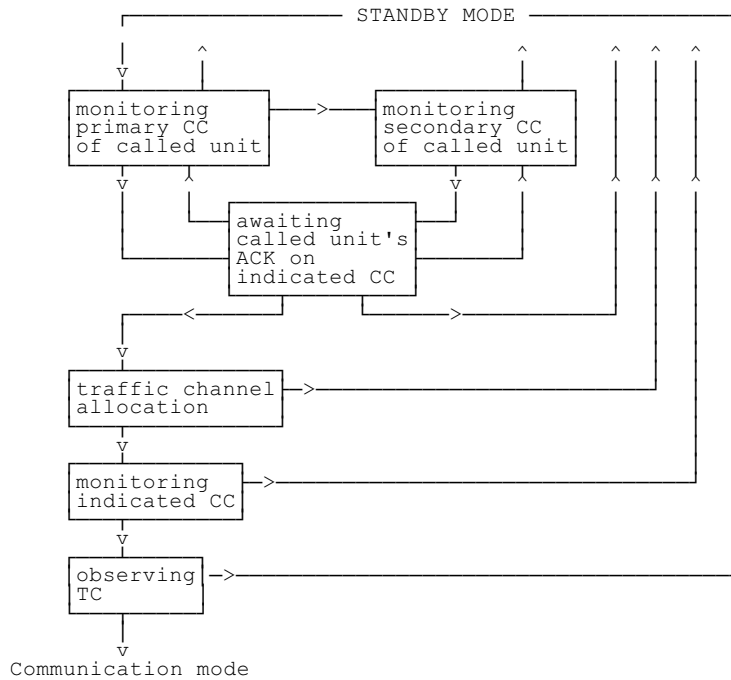 STANDBY MODE
monitoring
primary CC
of called unit
monitoring
secondary CC
of called unit
awaiting
called unit's
ACK on
indicated CC
traffic channel
allocation
monitoring
indicated CC
observing
TC
Communication mode